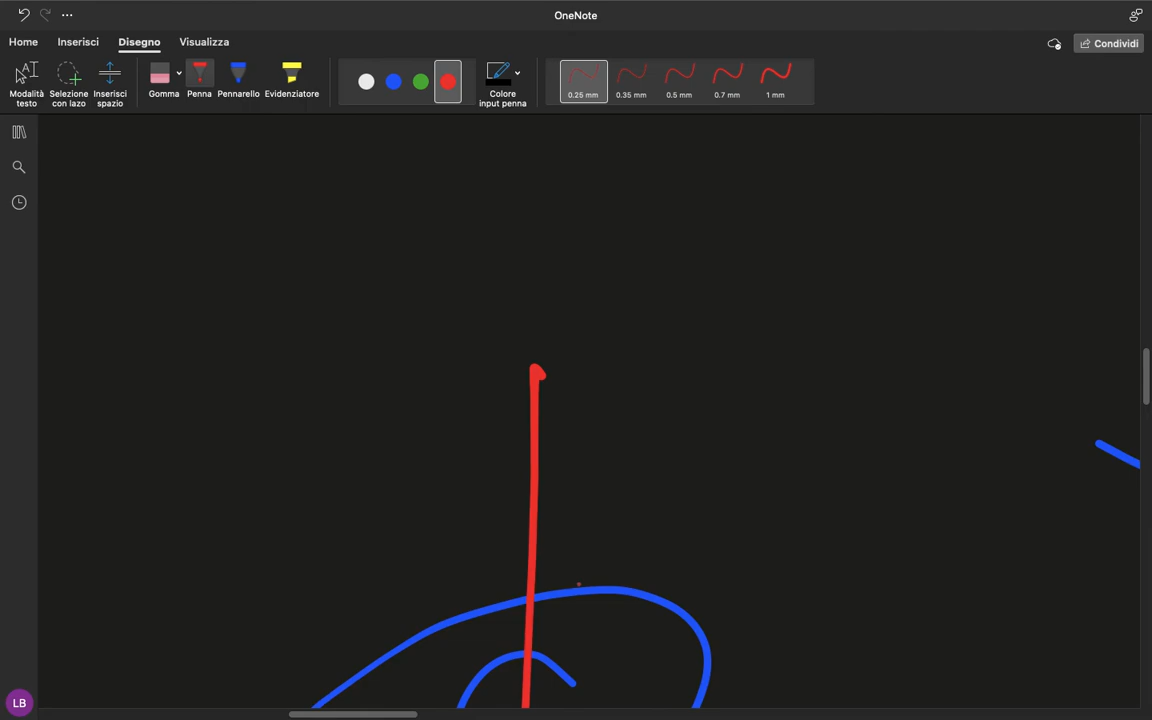 OneNote
Home Inserisci Disegno Visualizza
Condividi
Modalità testo
Selezione con lazo
Inserisci spazio
Gomma
Penna
Pennarello
Evidenziatore
Colore input penna
0.25 mm
0.35 mm
0.5 mm
0.7 mm
1 mm
LB